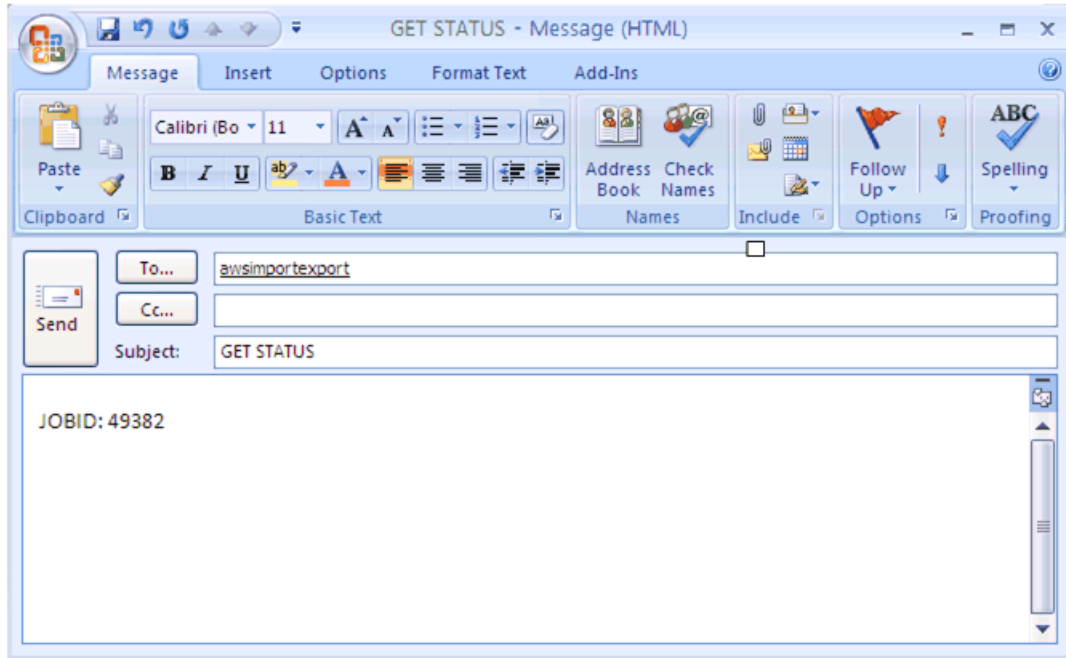 GET STATUS - Message (HTML)
Message Insert Options Format Text Add-Ins
Calibri (Bo 11 A A
Paste
B I U ab A
Address Book
Check Names
Follow Up
ABC
Spelling
Clipboard Basic Text Names Include Options Proofing
To... awsimportexport
Cc...
Send
Subject: GET STATUS
JOBID: 49382